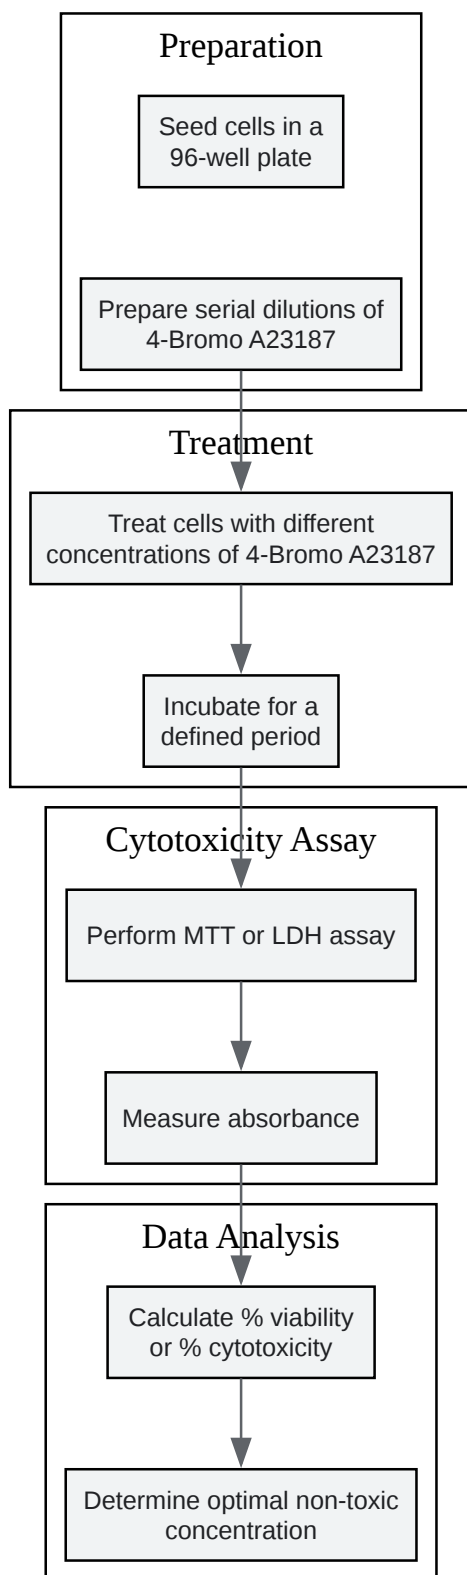 Preparation
Seed cells in a
96-well plate
Prepare serial dilutions of
4-Bromo A23187
Treatment
Treat cells with different
concentrations of 4-Bromo A23187
Incubate for a
defined period
Cytotoxicity Assay
Perform MTT or LDH assay
Measure absorbance
Data Analysis
Calculate % viability
or % cytotoxicity
Determine optimal non-toxic
concentration